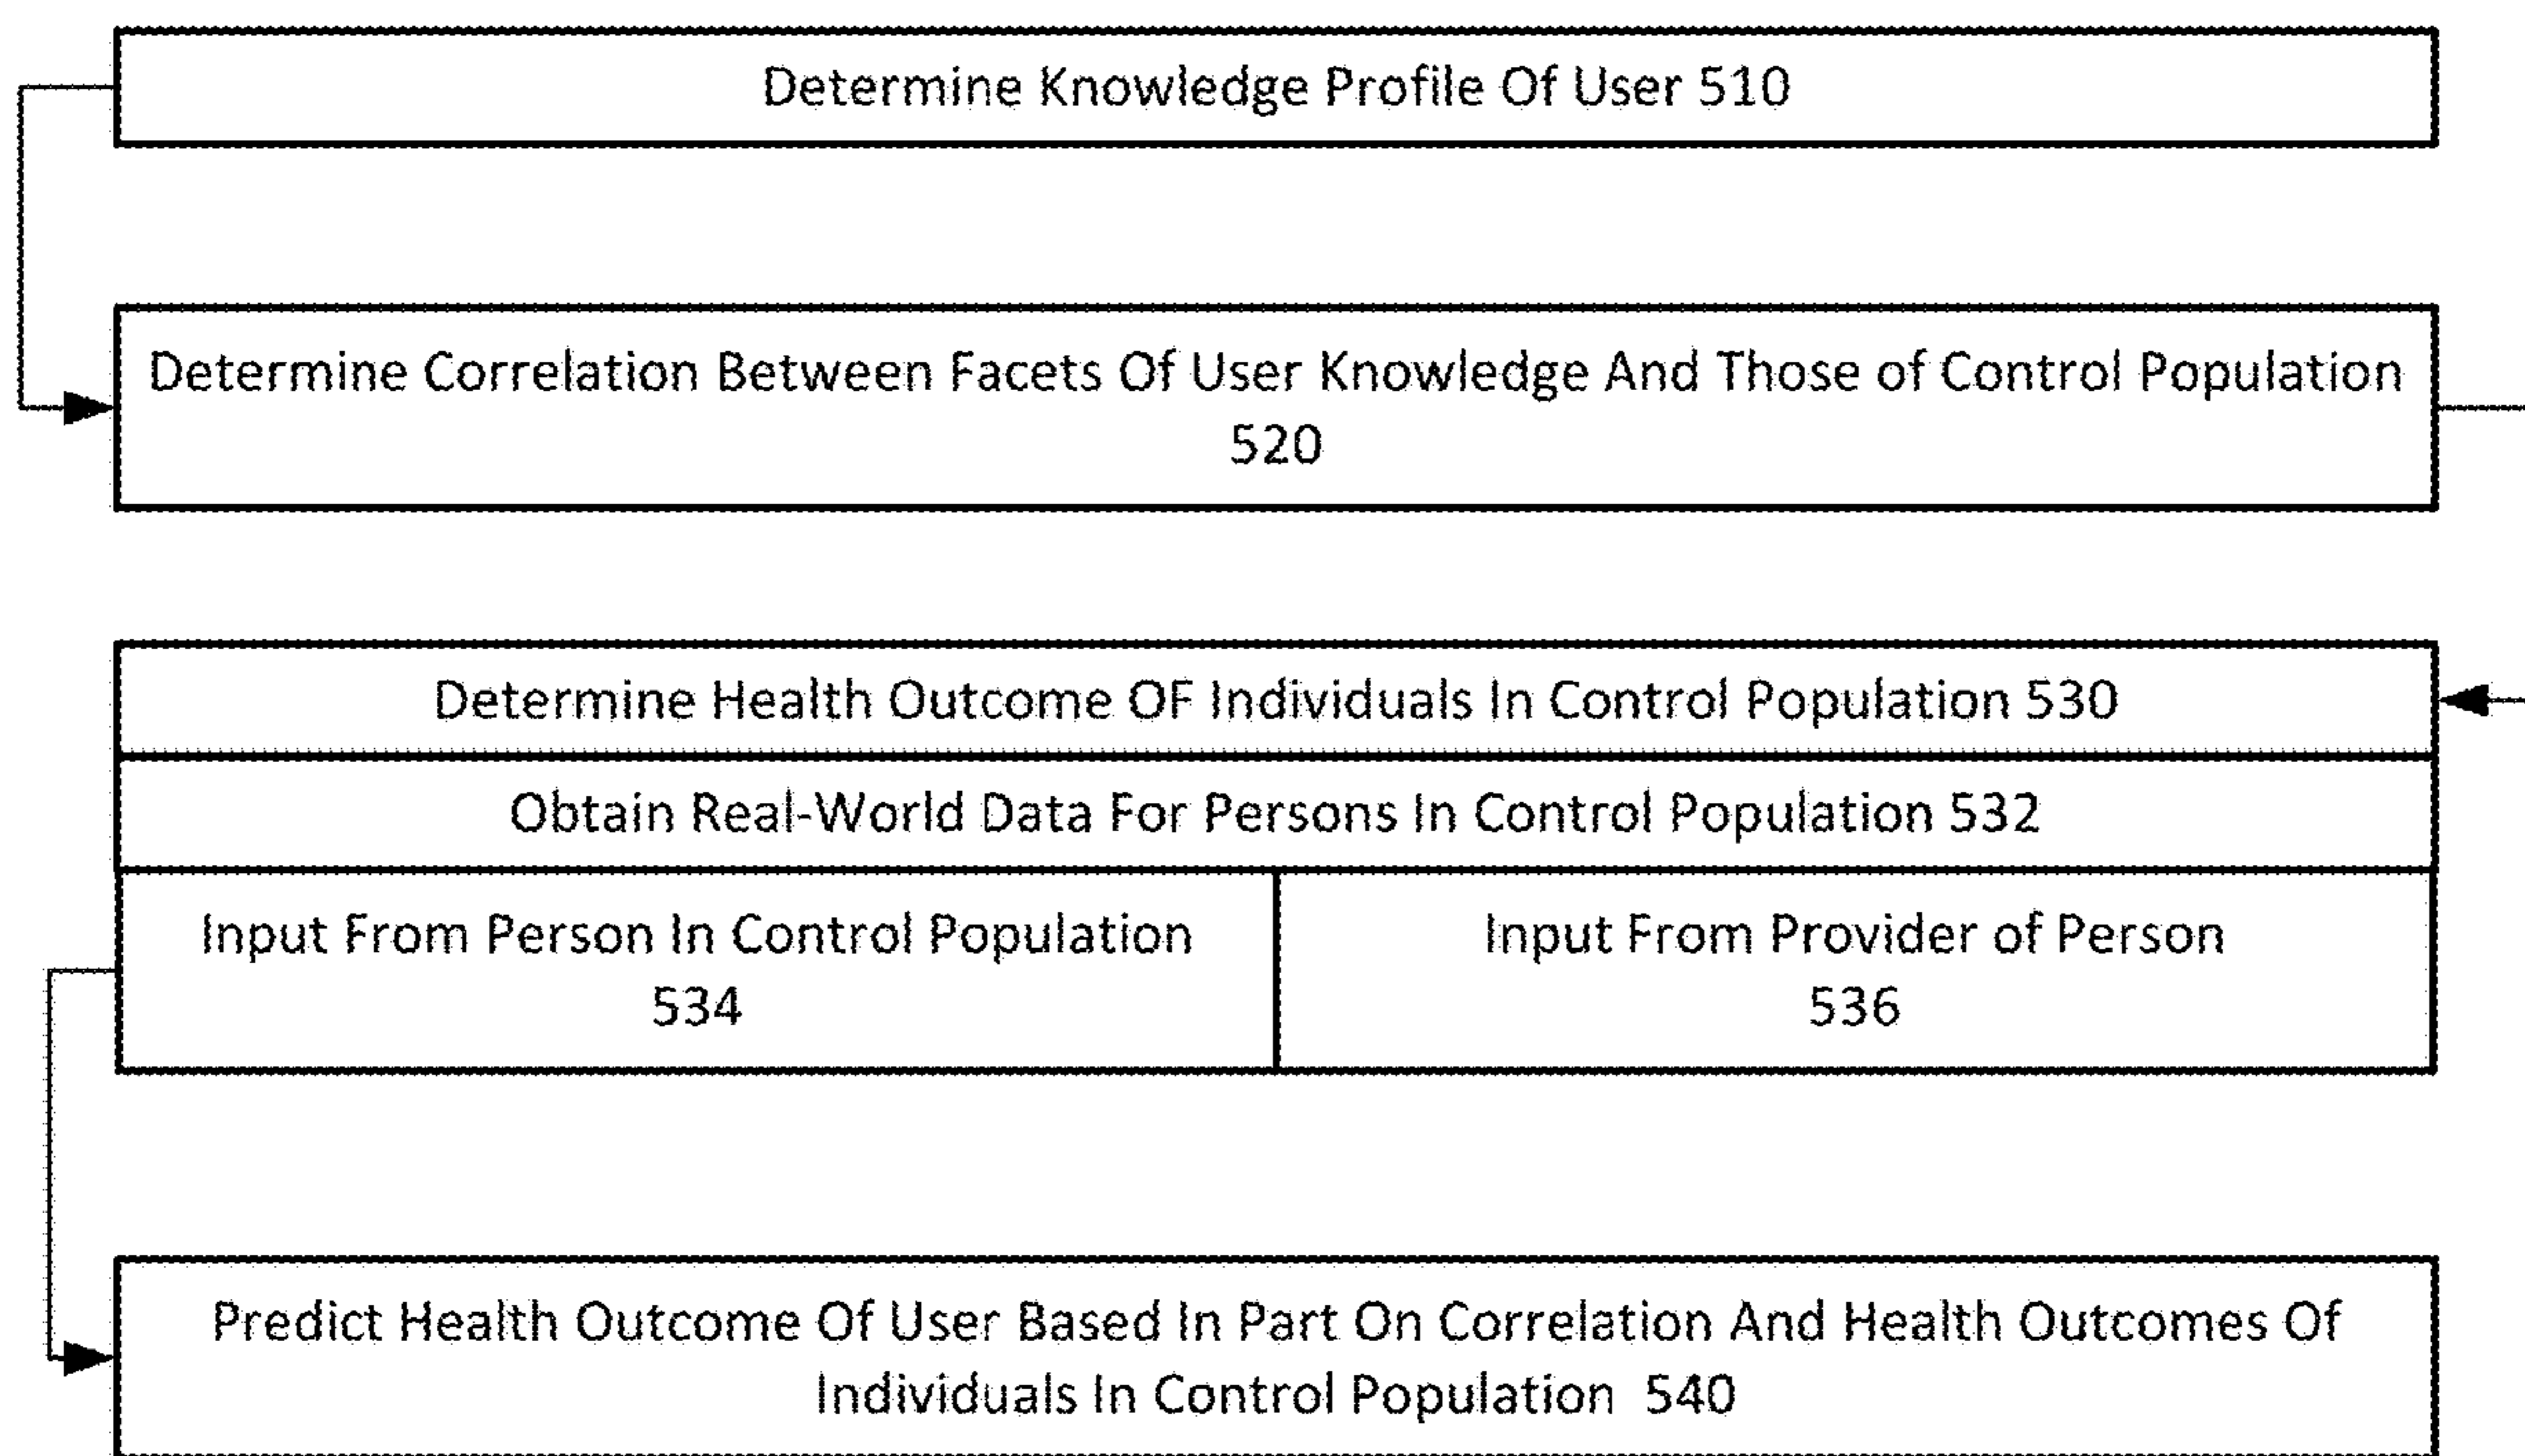 Determine Knowledge Profile Of User 510
Determine Correlation Between Facets Of User Knowledge And Those of Control Population
520
Determine Health Outcome OF Individuals In Control Population 530
Obtain Real-World Data For Persons In Control Population 532
Input From Person In Control Population
534
Input From Provider of Person
536
Predict Health Outcome Of User Based In Part On Correlation And Health Outcomes Of
Individuals In Control Population 540